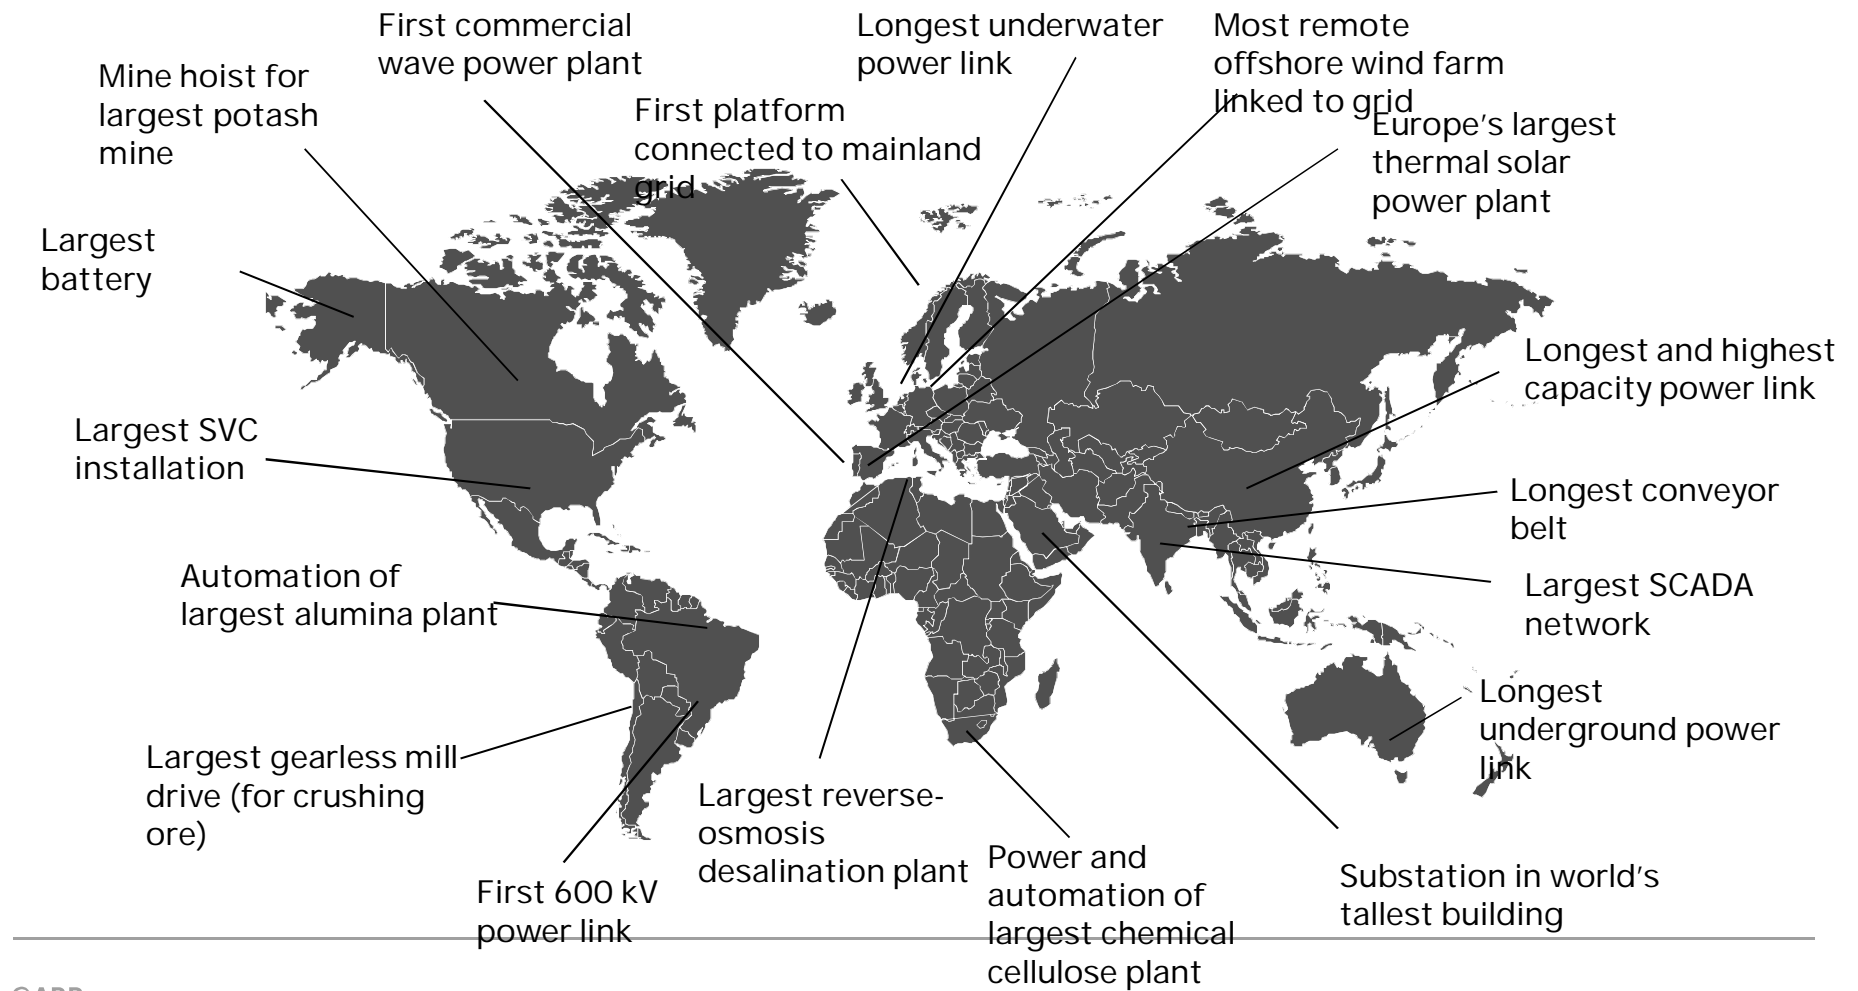 First commercial
wave power plant
Longest underwater
power link
Most remote
offshore wind farm
linked to grid
Mine hoist for
largest potash
mine
First platform
connected to mainland
grid
Europe's largest
thermal solar
power plant
Largest
battery
Longest and highest
capacity power link
Largest SVC
installation
Longest conveyor
belt
Automation of
largest alumina plant
Largest SCADA
network
Longest
underground power
link
Largest gearless mill
drive (for crushing
ore)
Largest reverse-
osmosis
desalination plant
Power and
automation of
largest chemical
cellulose plant
Substation in world's
tallest building
First 600 kV
power link